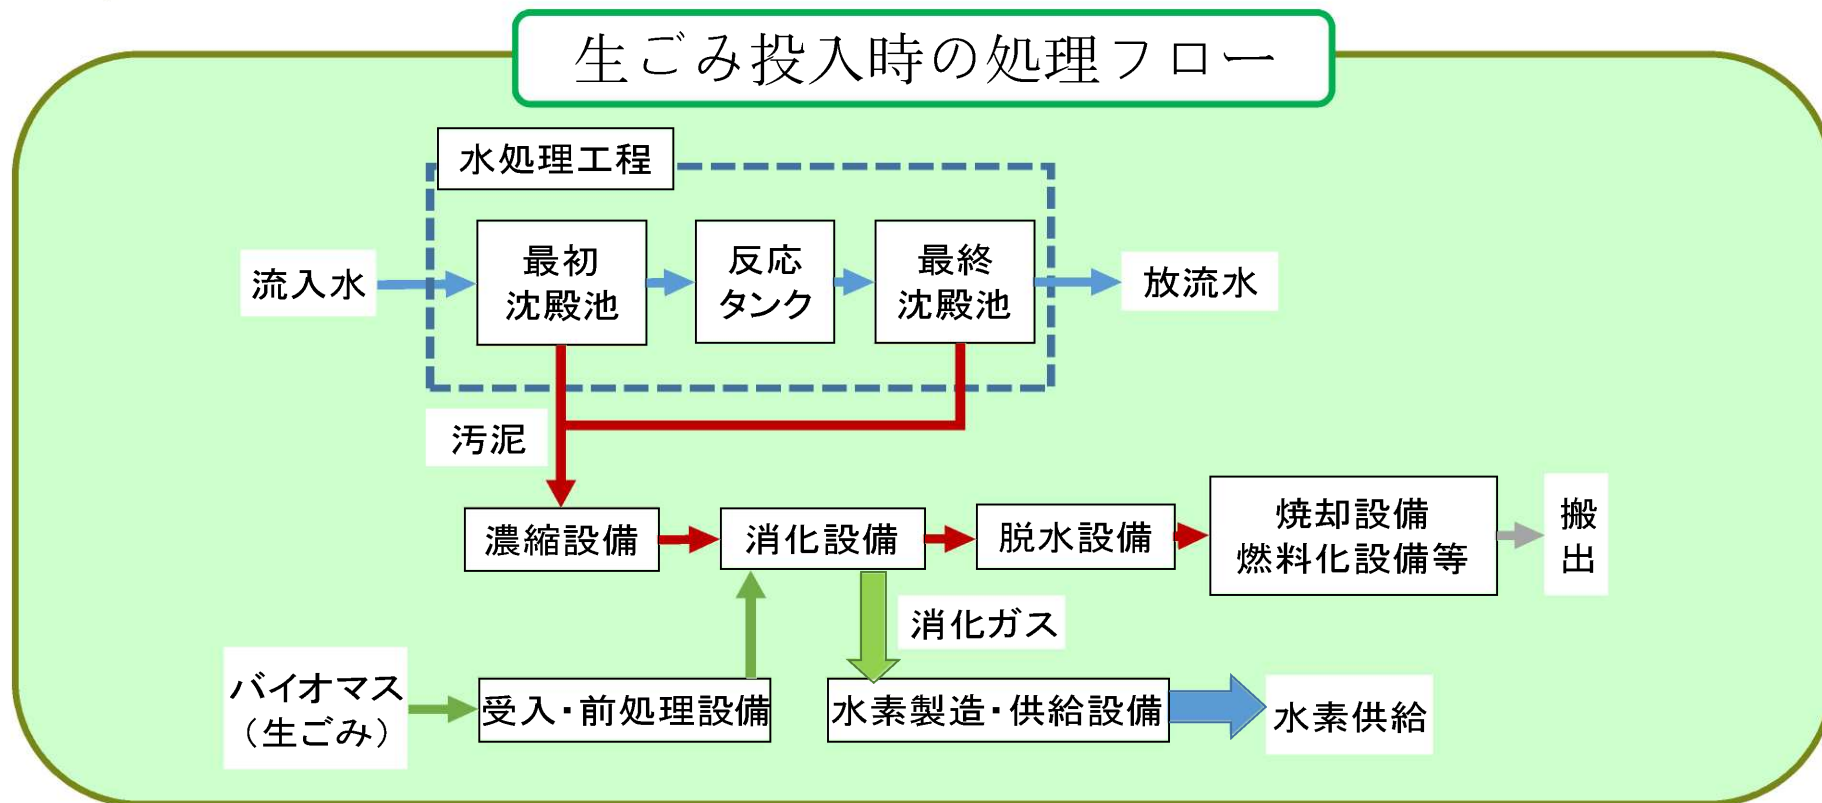 生ごみ投入時の処理フロー
水処理工程
流入水
最初
沈殿池
反応
タンク
最終
沈殿池
放流水
汚泥
濃縮設備
消化設備
脱水設備
焼却設備
燃料化設備等
搬
出
消化ガス
バイオマス
（生ごみ）
受入・前処理設備
水素製造・供給設備
水素供給